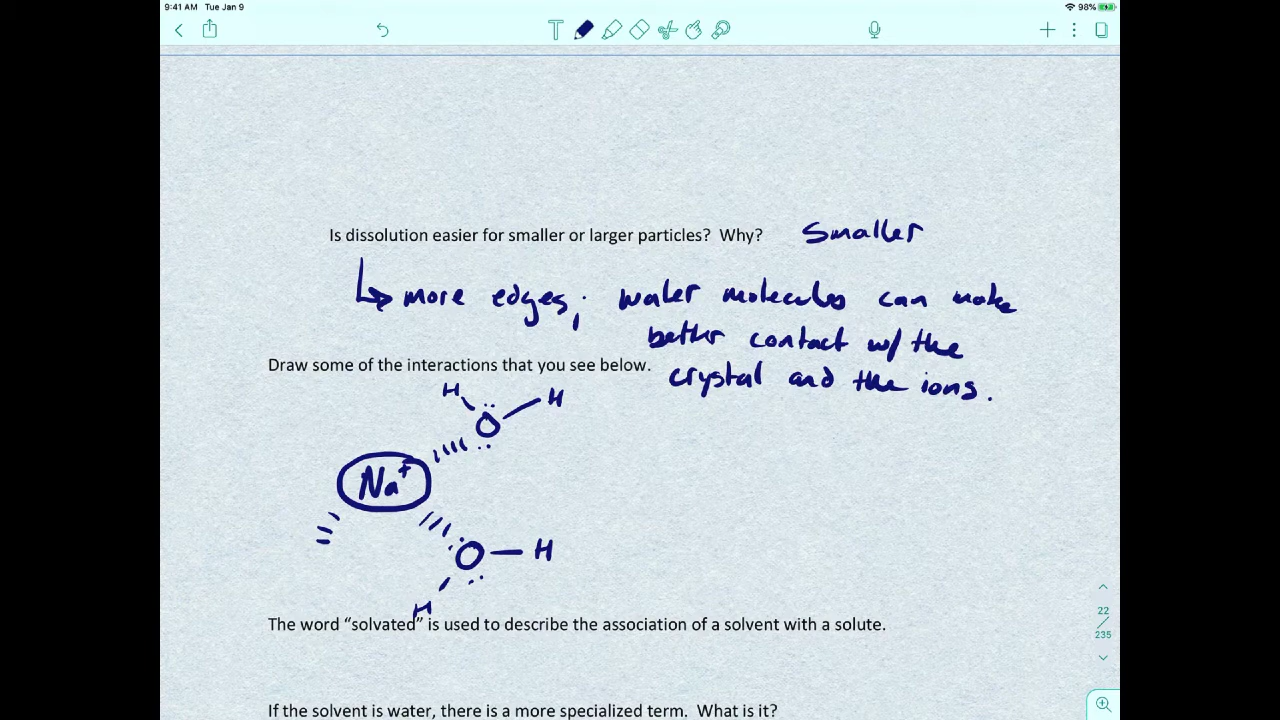 9:41 AM Tue Jan 9
98%
T
Is dissolution easier for smaller or larger particles? Why? Smaller
more edges; water molecules can make
better contact w/ the
Draw some of the interactions that you see below.
crystal and the ions.
H
H
O
Na+
O H
H
The word “solvated” is used to describe the association of a solvent with a solute.
22
/
235
If the solvent is water, there is a more specialized term. What is it?